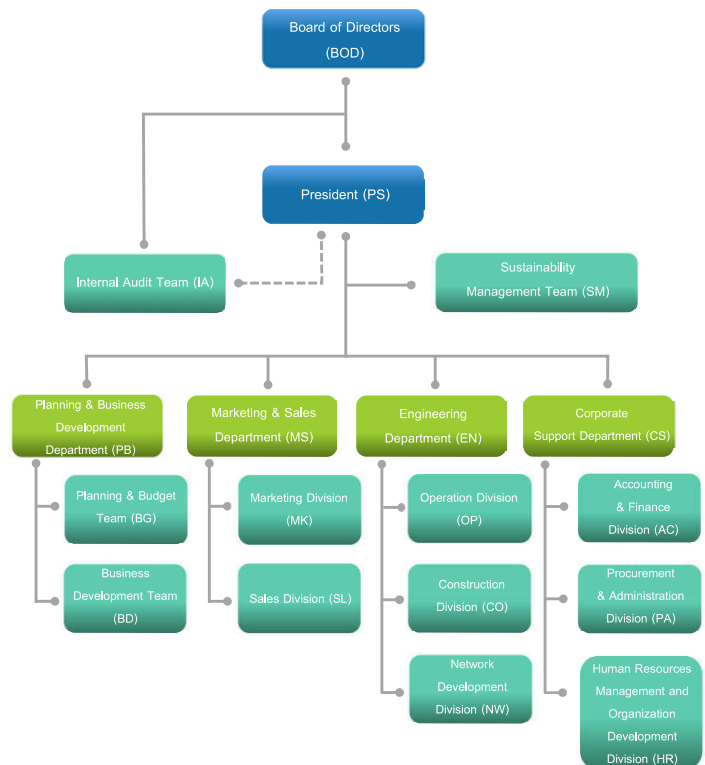 Board of Directors
(BOD)
President (PS)
Internal Audit Team (IA)
Sustainability
Management Team (SM)
Planning & Business
Development
Department (PB)
Marketing & Sales
Department (MS)
Engineering
Department (EN)
Corporate
Support Department (CS)
Planning & Budget
Team (BG)
Marketing Division
(MK)
Operation Division
(OP)
Accounting
& Finance
Division (AC)
Business
Development Team
(BD)
Sales Division (SL)
Construction
Division (CO)
Procurement
& Administration
Division (PA)
Network
Development
Division (NW)
Human Resources
Management and
Organization
Development
Division (HR)